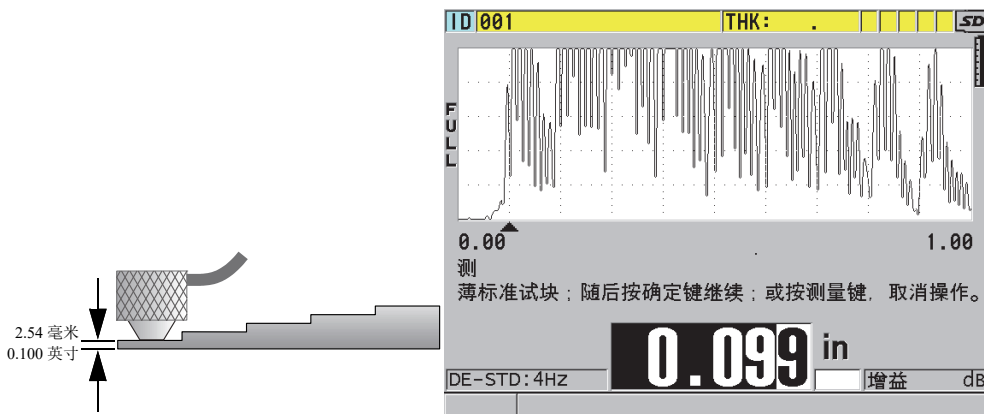 2.54 毫米
0.100 英寸
ID 001 THK: . SD
FULL
0.00 1.00
测
薄标准试块；随后按确定键继续；或按测量键，取消操作。
0.099 in
DE-STD:4Hz 增益 dB